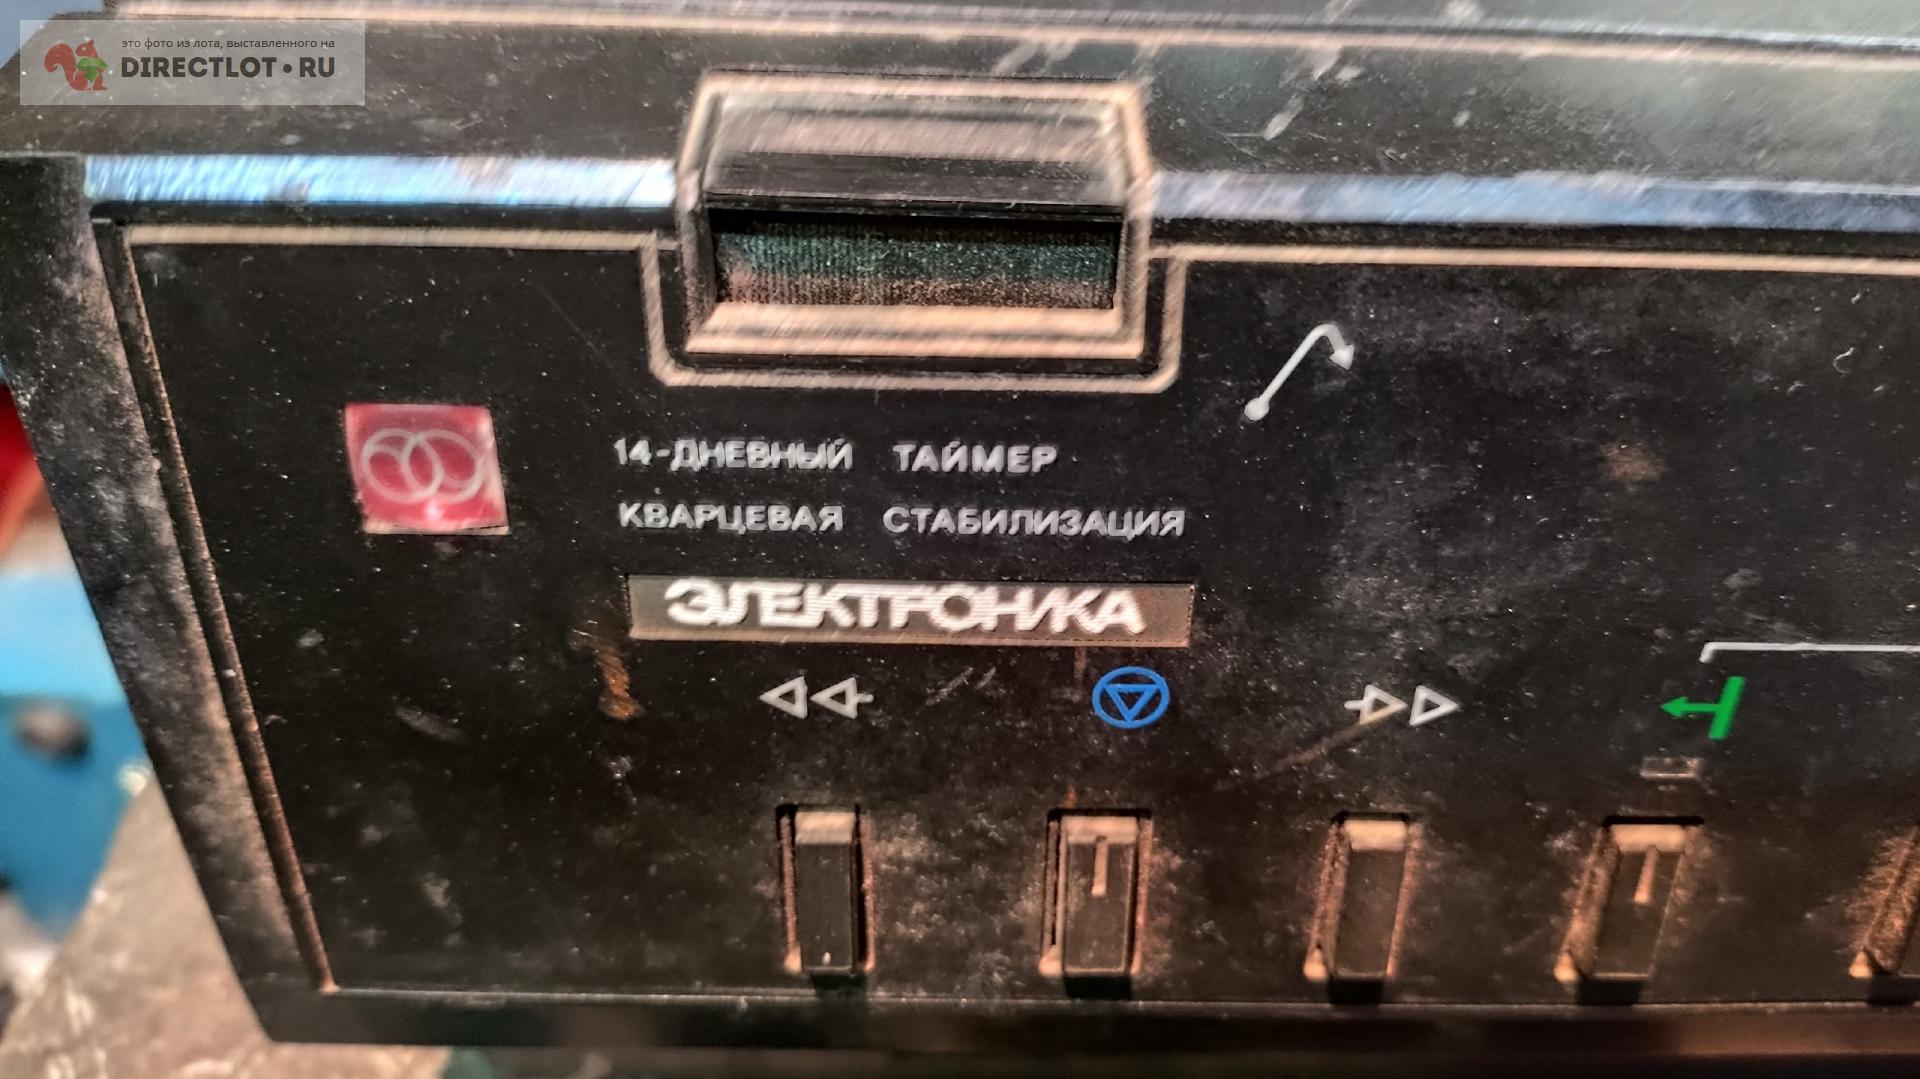 это фото из лота, выставленного на
DIRECTLOT•RU
14-ДНЕВНЫЙ ТАЙМЕР
КВАРЦЕВАЯ СТАБИЛИЗАЦИЯ
ЭЛЕКТРОНИКА